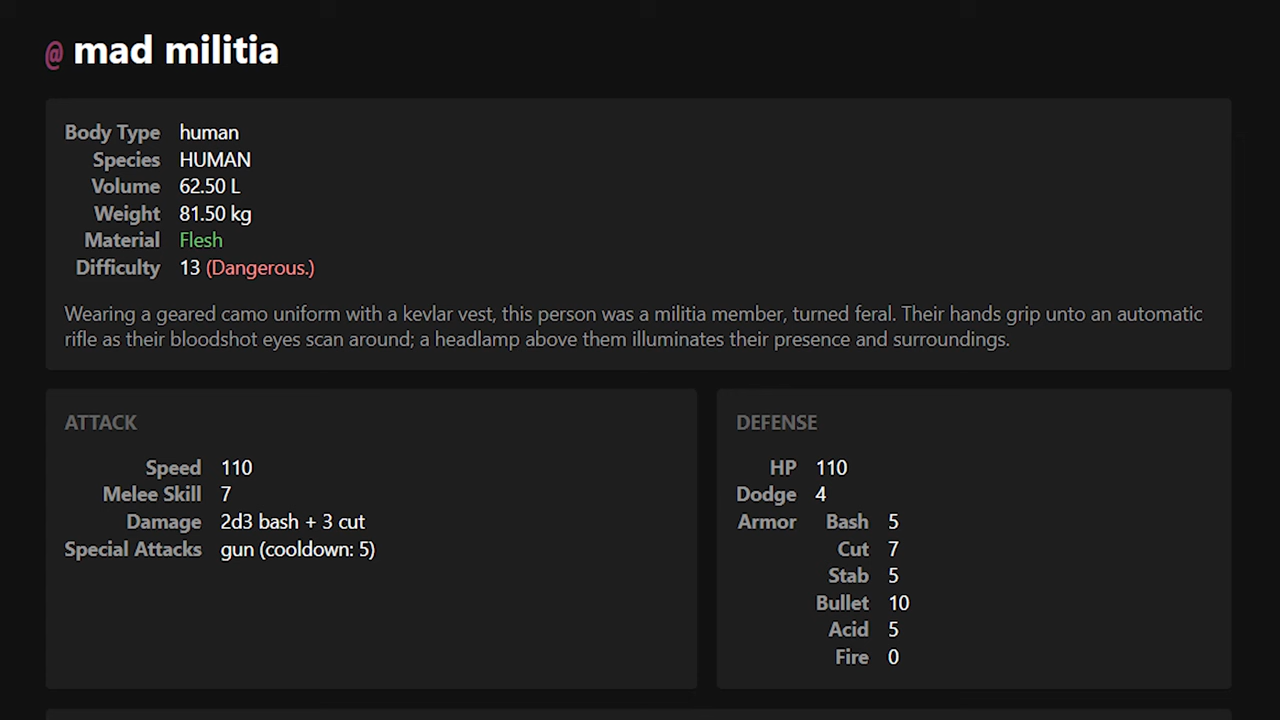 @ mad militia
Body Type human
Species HUMAN
Volume 62.50 L
Weight 81.50 kg
Material Flesh
Difficulty 13 (Dangerous.)
Wearing a geared camo uniform with a kevlar vest, this person was a militia member, turned feral. Their hands grip unto an automatic
rifle as their bloodshot eyes scan around; a headlamp above them illuminates their presence and surroundings.
ATTACK
Speed 110
Melee Skill 7
Damage 2d3 bash + 3 cut
Special Attacks gun (cooldown: 5)
DEFENSE
HP 110
Dodge 4
Armor Bash 5
Cut 7
Stab 5
Bullet 10
Acid 5
Fire 0